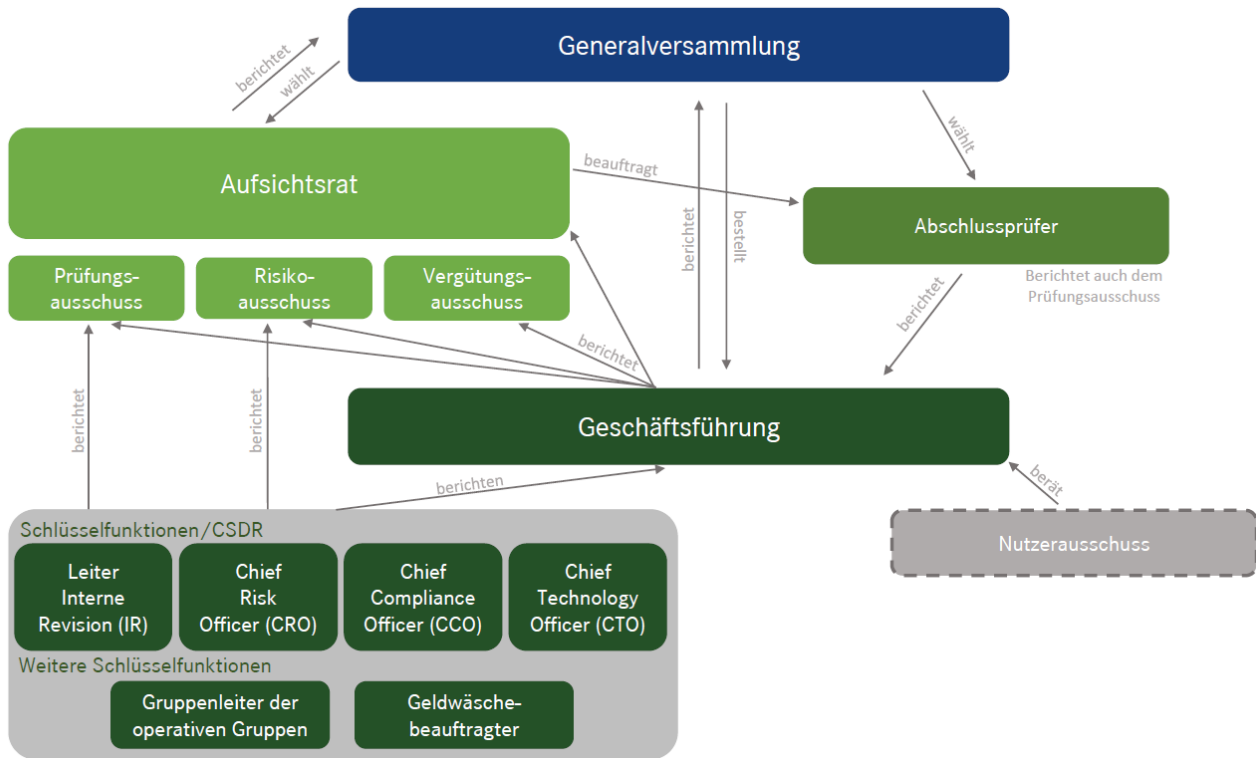 Generalversammlung
berichtet
wählt
wählt
Aufsichtsrat
beauftragt
berichtet
bestellt
Abschlussprüfer
Berichtet auch dem
Prüfungsausschuss
Prüfungs-
ausschuss
Risiko-
ausschuss
Vergütungs-
ausschuss
berichtet
berichtet
berichtet
berichtet
Geschäftsführung
berichten
berät
Schlüsselfunktionen/CSDR
Nutzerausschuss
Leiter
Interne
Revision (IR)
Chief
Risk
Officer (CRO)
Chief
Compliance
Officer (CCO)
Chief
Technology
Officer (CTO)
Weitere Schlüsselfunktionen
Gruppenleiter der
operativen Gruppen
Geldwäsche-
beauftragter